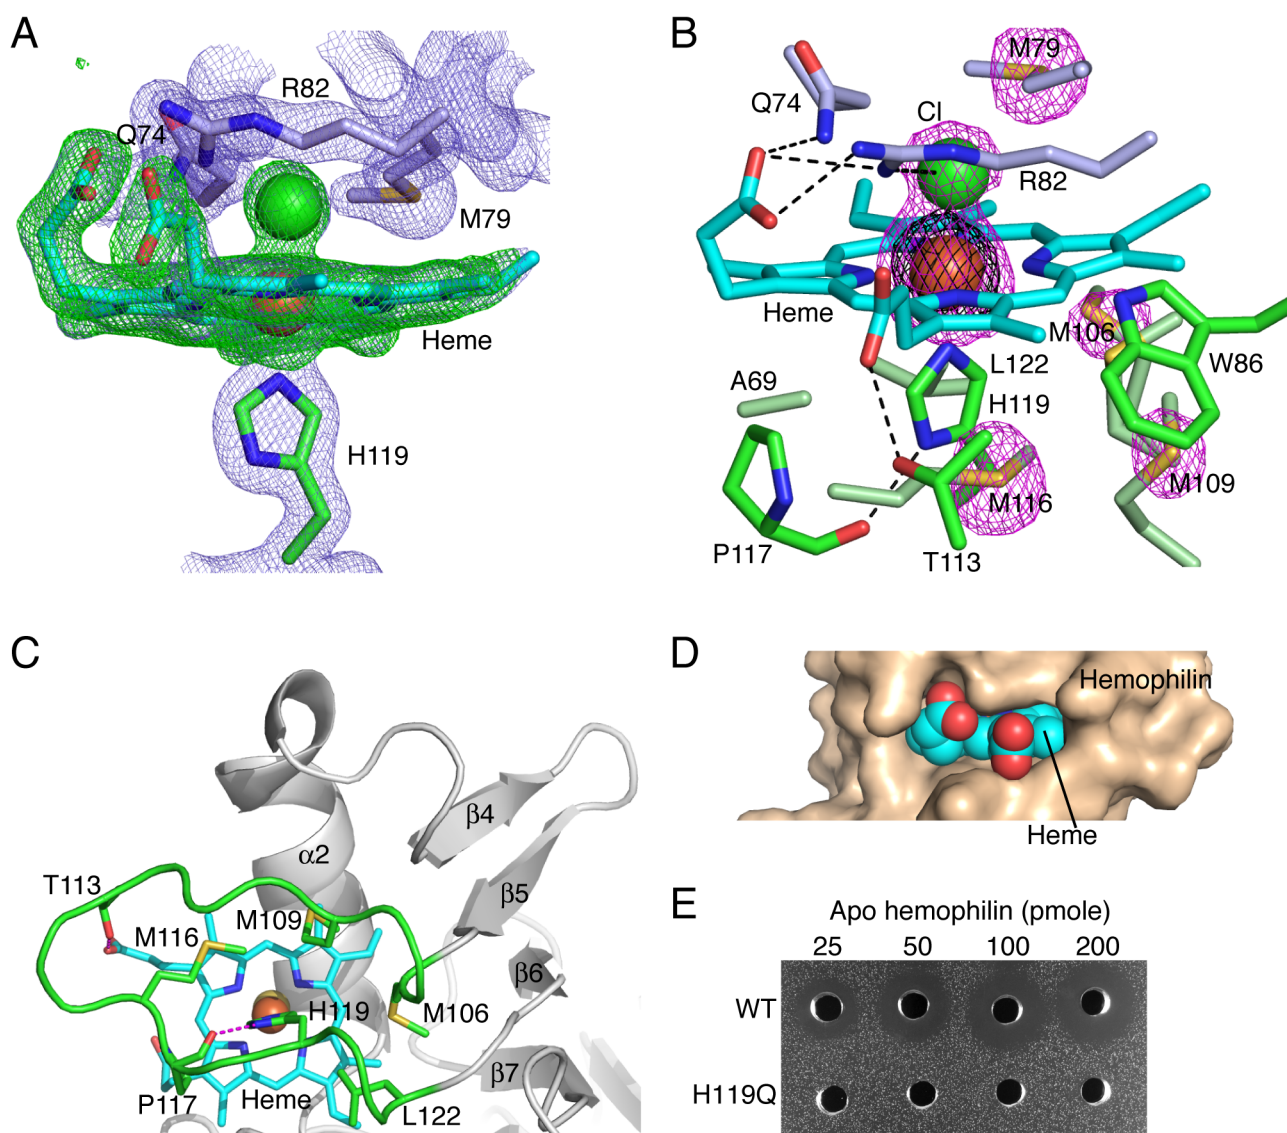 A
R82
Q74
M79
Heme
H119
B
M79
Q74
Cl
R82
Heme
M106
L122
W86
A69
H119
M116
M109
P117
T113
C
β4
α2
T113
β5
M109
M116
β6
H119
M106
β7
P117
Heme
L122
D
Hemophilin
Heme
E
Apo hemophilin (pmole)
25 50 100 200
WT
H119Q